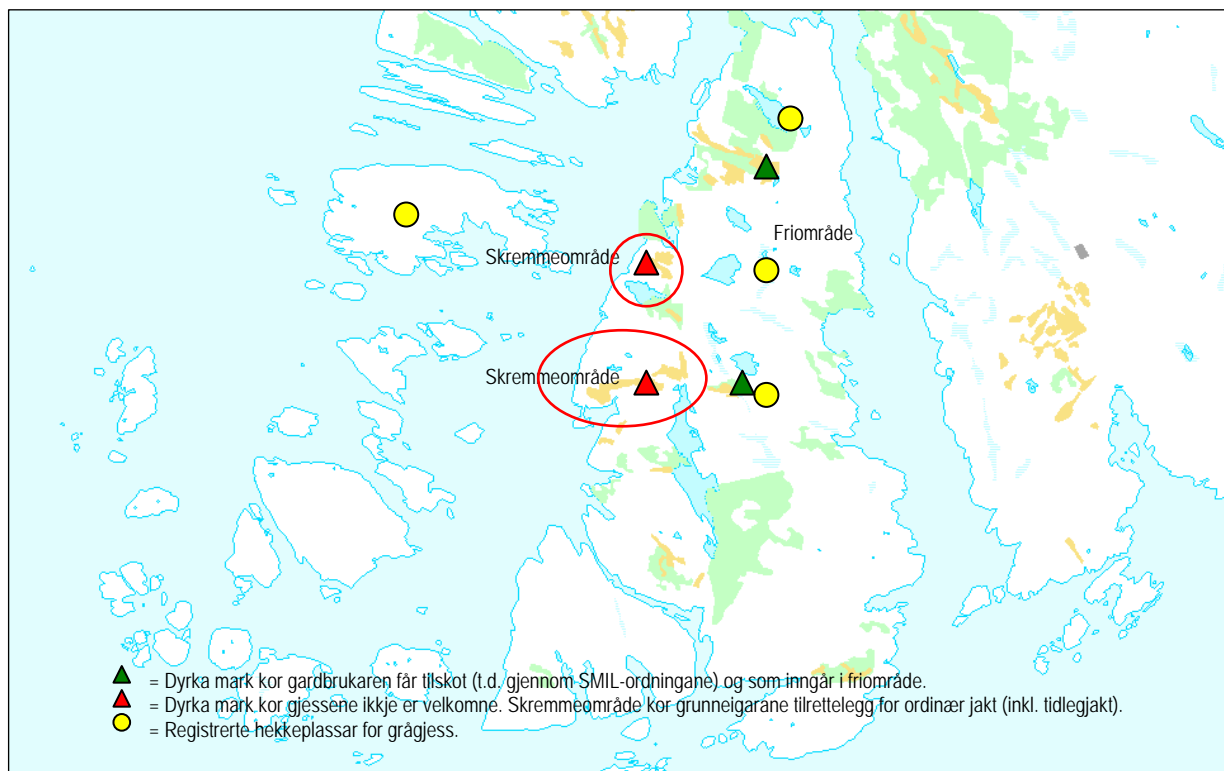 Friområde
Skremmeområde
Skremmeområde
= Dyrka mark kor gardbrukaren får tilskot (t.d. gjennom SMIL-ordningane) og som inngår i friområde.
= Dyrka mark kor gjessene ikkje er velkomne. Skremmeområde kor grunneigarane tilrettelegg for ordinær jakt (inkl. tidlegjakt).
= Registrerte hekkeplassar for grågjess.